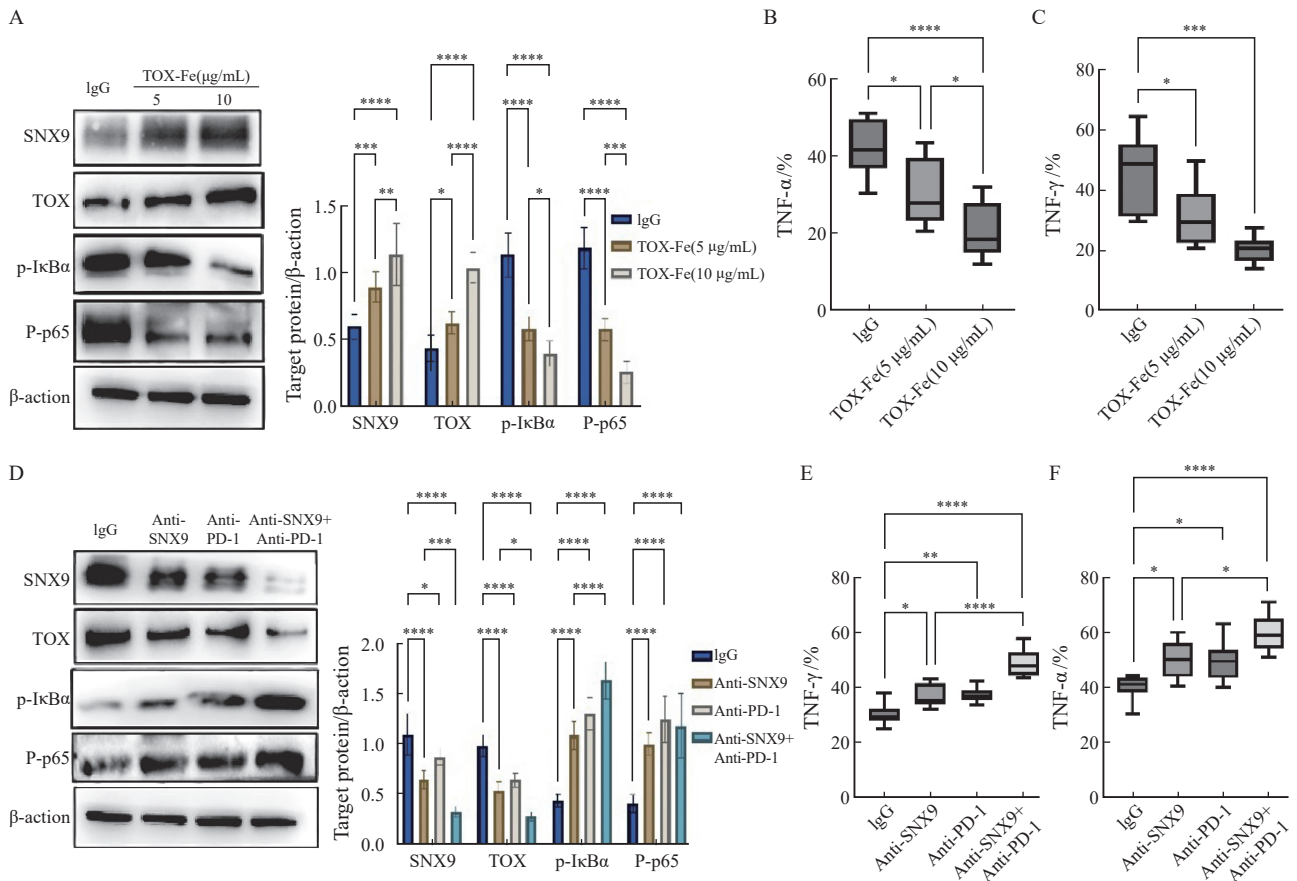 A
IgG
TOX-Fe(μg/mL)
5 10
SNX9
TOX
p-IκBα
P-p65
β-action
**** **** **** ****
*** **** **** ***
** * * ****
Target protein/β-action
1.5
1.0
0.5
0.0
SNX9 TOX p-IκBα P-p65
lgG
TOX-Fe(5 μg/mL)
TOX-Fe(10 μg/mL)
B
****
* *
TNF-α/%
60
40
20
0
lgG
TOX-Fe(5 μg/mL)
TOX-Fe(10 μg/mL)
C
***
*
TNF-γ/%
80
60
40
20
0
lgG
TOX-Fe(5 μg/mL)
TOX-Fe(10 μg/mL)
D
lgG
Anti-
SNX9
Anti-
PD-1
Anti-SNX9+
Anti-PD-1
SNX9
TOX
p-IκBα
P-p65
β-action
**** **** **** ****
*** * **** ****
* ****
**** **** **** ****
Target protein/β-action
2.0
1.5
1.0
0.5
0.0
SNX9 TOX p-IκBα P-p65
lgG
Anti-SNX9
Anti-PD-1
Anti-SNX9+
Anti-PD-1
E
****
**
* ****
TNF-γ/%
80
60
40
20
0
lgG
Anti-SNX9
Anti-PD-1
Anti-SNX9+
Anti-PD-1
F
****
*
* *
TNF-α/%
80
60
40
20
0
lgG
Anti-SNX9
Anti-PD-1
Anti-SNX9+
Anti-PD-1